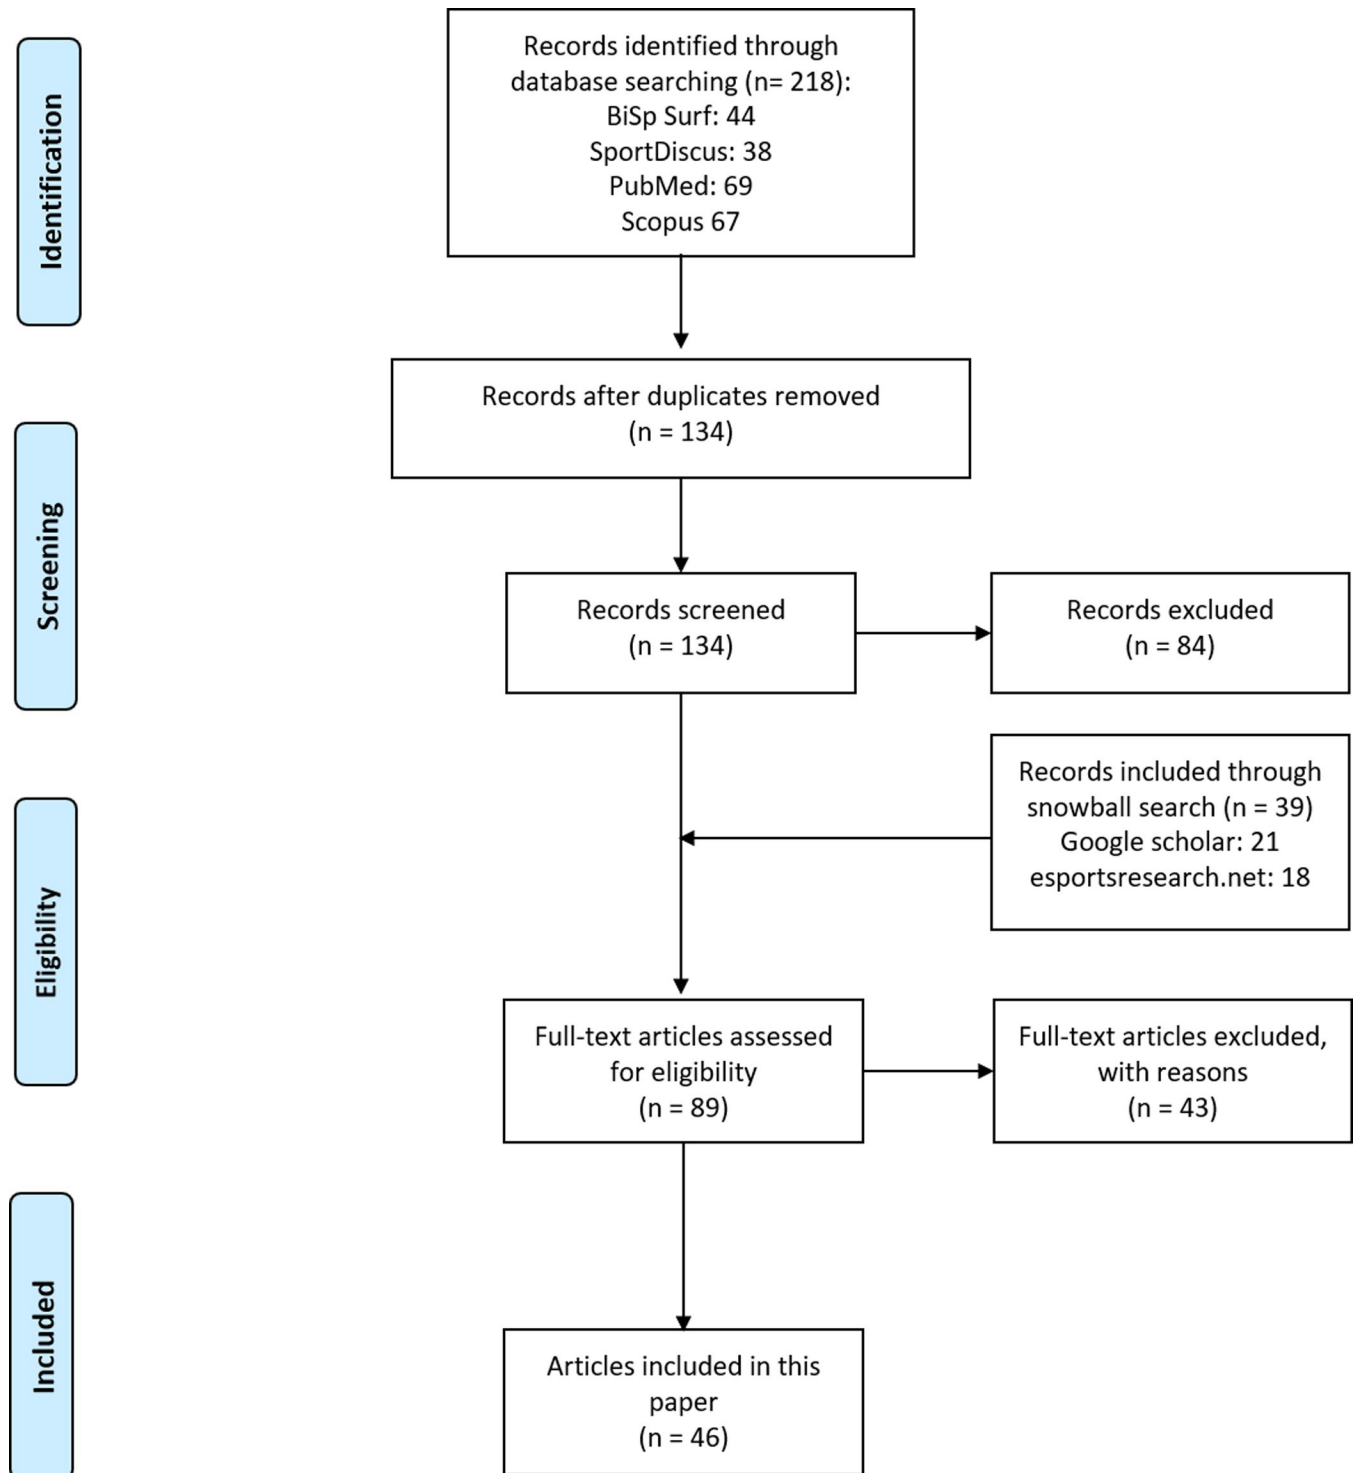 Identification
Records identified through
database searching (n= 218):
BiSp Surf: 44
SportDiscus: 38
PubMed: 69
Scopus 67
Records after duplicates removed
(n = 134)
Screening
Records screened
(n = 134)
Records excluded
(n = 84)
Records included through
snowball search (n = 39)
Google scholar: 21
esportsresearch.net: 18
Eligibility
Full-text articles assessed
for eligibility
(n = 89)
Full-text articles excluded,
with reasons
(n = 43)
Included
Articles included in this
paper
(n = 46)